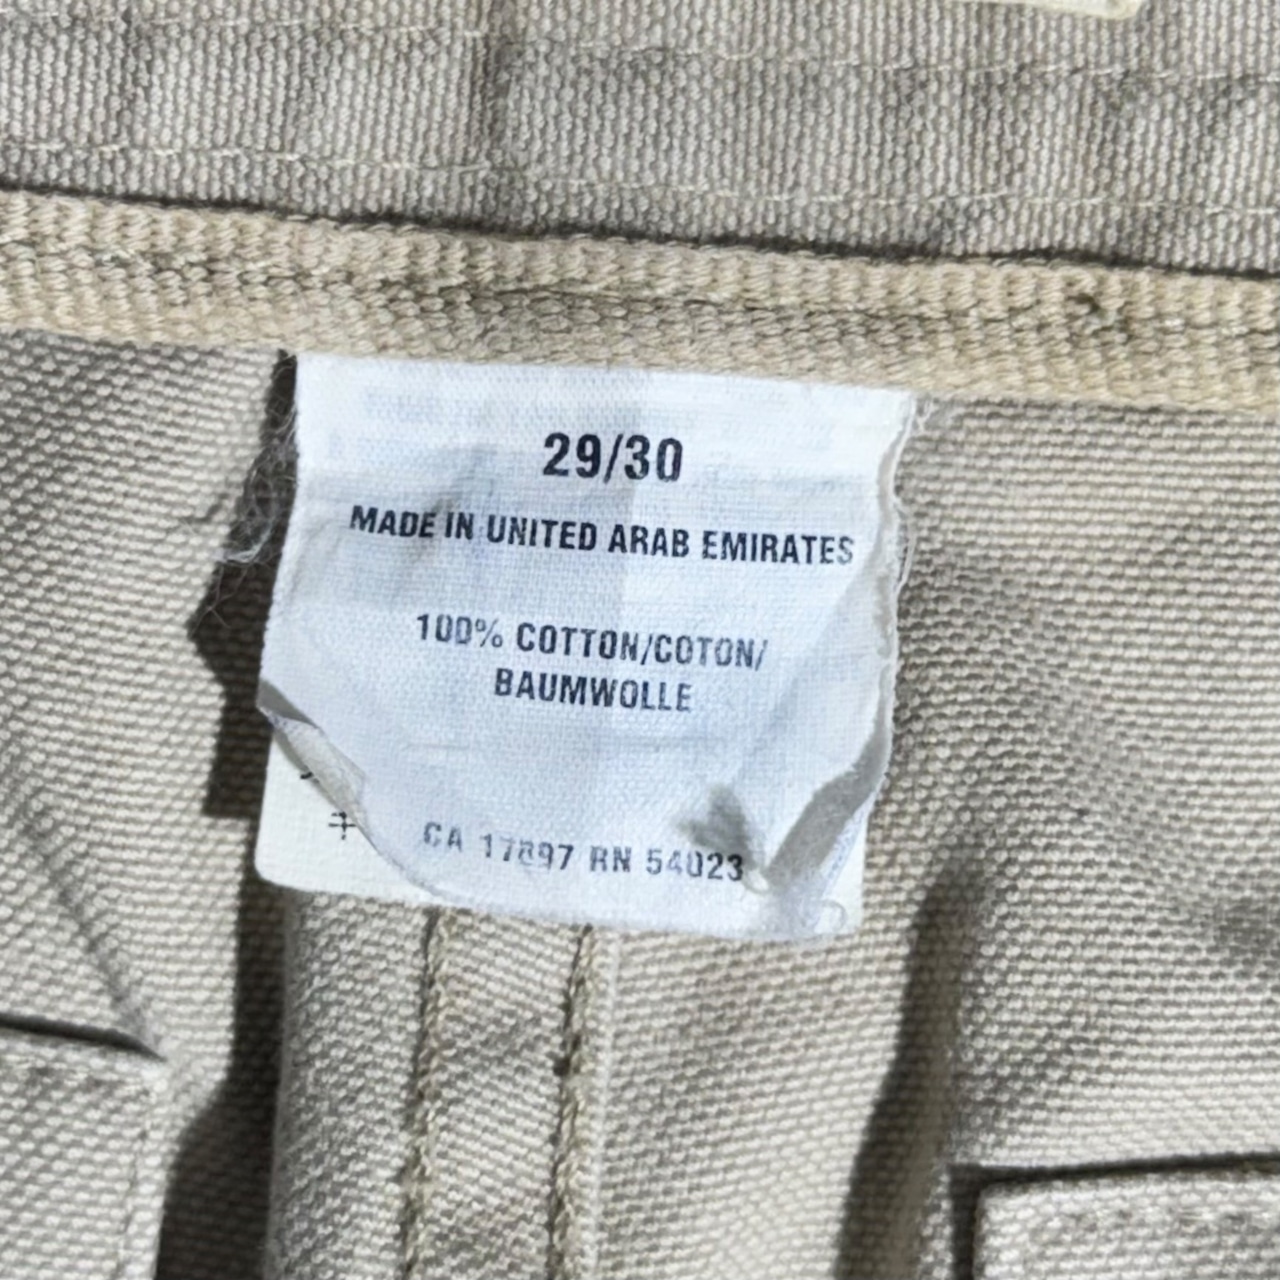 29/30
MADE IN UNITED ARAB EMIRATES
100% COTTON/COTON/
BAUMWOLLE
CA 17897 RN 54023